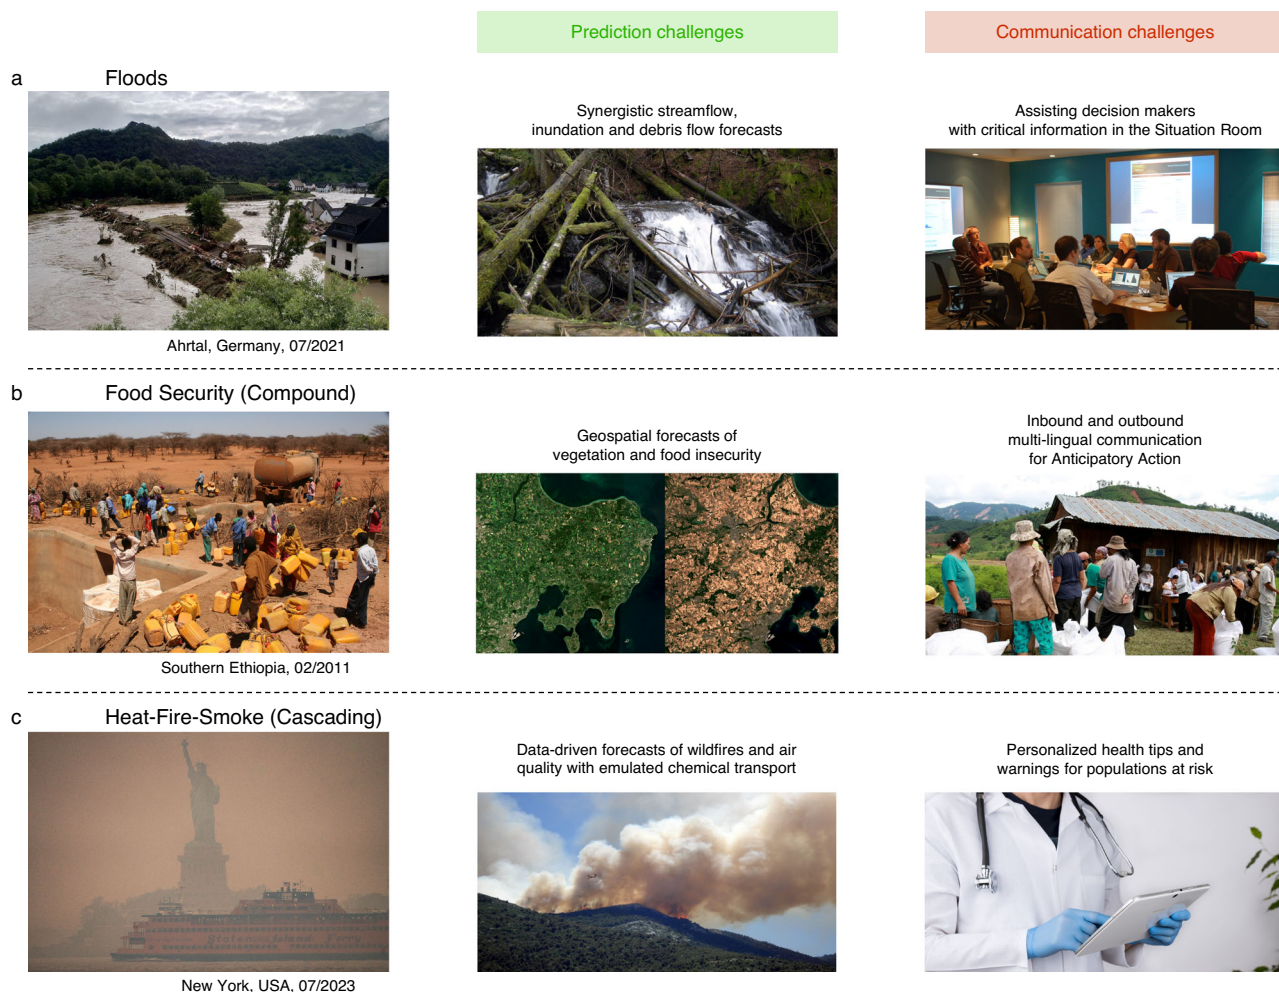 Prediction challenges
Communication challenges
a
Floods
Synergistic streamflow,
inundation and debris flow forecasts
Assisting decision makers
with critical information in the Situation Room
Ahrtal, Germany, 07/2021
b
Food Security (Compound)
Geospatial forecasts of
vegetation and food insecurity
Inbound and outbound
multi-lingual communication
for Anticipatory Action
Southern Ethiopia, 02/2011
c
Heat-Fire-Smoke (Cascading)
Data-driven forecasts of wildfires and air
quality with emulated chemical transport
Personalized health tips and
warnings for populations at risk
Staten Island Ferry
New York, USA, 07/2023